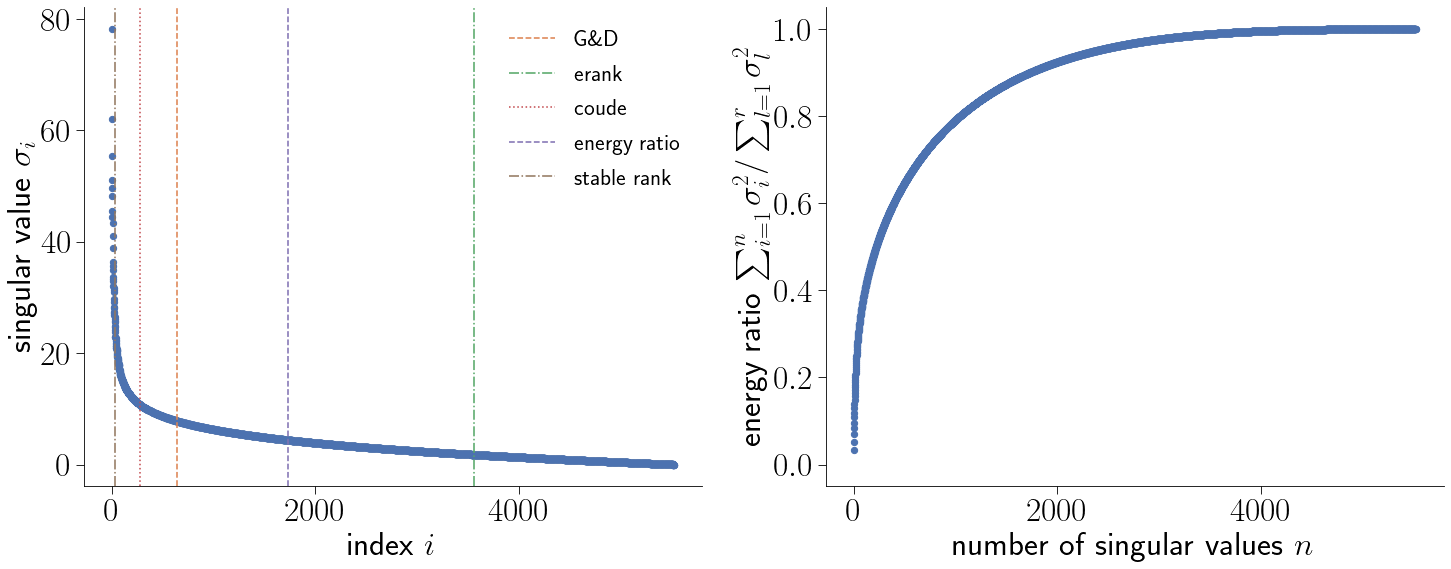 80
60
40
20
0
singular value σ_i
0 2000 4000
index i
G&D
erank
coude
energy ratio
stable rank
1.0
0.8
0.6
0.4
0.2
0.0
energy ratio ∑_{i=1}^{n} σ_i^2 / ∑_{l=1}^{r} σ_l^2
0 2000 4000
number of singular values n